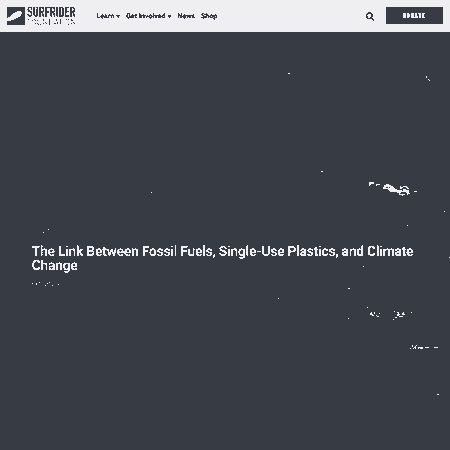 SURFRIDER
FOUNDATION
Learn Get Involved News Shop
DONATE
The Link Between Fossil Fuels, Single-Use Plastics, and Climate
Change